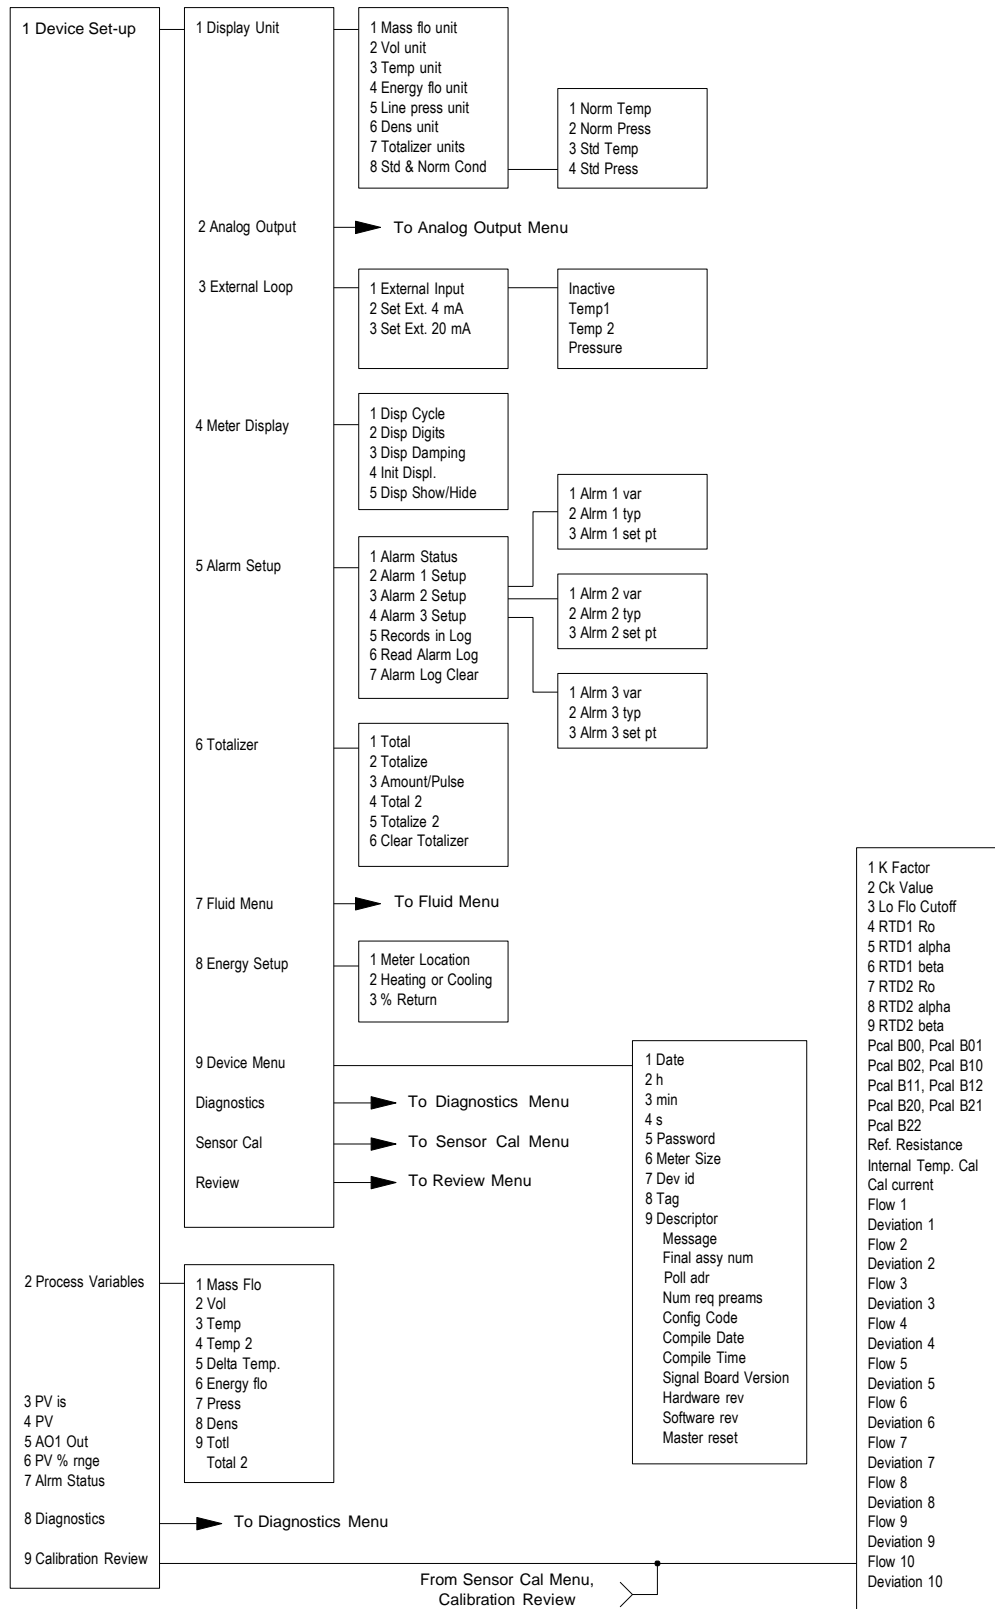 1 Device Set-up
1 Display Unit
1 Mass flo unit
2 Vol unit
3 Temp unit
4 Energy flo unit
5 Line press unit
6 Dens unit
7 Totalizer units
8 Std & Norm Cond
1 Norm Temp
2 Norm Press
3 Std Temp
4 Std Press
2 Analog Output
To Analog Output Menu
3 External Loop
1 External Input
2 Set Ext. 4 mA
3 Set Ext. 20 mA
Inactive
Temp1
Temp 2
Pressure
4 Meter Display
1 Disp Cycle
2 Disp Digits
3 Disp Damping
4 Init Displ.
5 Disp Show/Hide
5 Alarm Setup
1 Alarm Status
2 Alarm 1 Setup
3 Alarm 2 Setup
4 Alarm 3 Setup
5 Records in Log
6 Read Alarm Log
7 Alarm Log Clear
1 Alrm 1 var
2 Alrm 1 typ
3 Alrm 1 set pt
1 Alrm 2 var
2 Alrm 2 typ
3 Alrm 2 set pt
1 Alrm 3 var
2 Alrm 3 typ
3 Alrm 3 set pt
6 Totalizer
1 Total
2 Totalize
3 Amount/Pulse
4 Total 2
5 Totalize 2
6 Clear Totalizer
7 Fluid Menu
To Fluid Menu
8 Energy Setup
1 Meter Location
2 Heating or Cooling
3 % Return
9 Device Menu
1 Date
2 h
3 min
4 s
5 Password
6 Meter Size
7 Dev id
8 Tag
9 Descriptor
Message
Final assy num
Poll adr
Num req preams
Config Code
Compile Date
Compile Time
Signal Board Version
Hardware rev
Software rev
Master reset
Diagnostics
To Diagnostics Menu
Sensor Cal
To Sensor Cal Menu
Review
To Review Menu
2 Process Variables
1 Mass Flo
2 Vol
3 Temp
4 Temp 2
5 Delta Temp.
6 Energy flo
7 Press
8 Dens
9 Totl
Total 2
3 PV is
4 PV
5 AO1 Out
6 PV % rnge
7 Alrm Status
8 Diagnostics
To Diagnostics Menu
9 Calibration Review
From Sensor Cal Menu,
Calibration Review
1 K Factor
2 Ck Value
3 Lo Flo Cutoff
4 RTD1 Ro
5 RTD1 alpha
6 RTD1 beta
7 RTD2 Ro
8 RTD2 alpha
9 RTD2 beta
Pcal B00, Pcal B01
Pcal B02, Pcal B10
Pcal B11, Pcal B12
Pcal B20, Pcal B21
Pcal B22
Ref. Resistance
Internal Temp. Cal
Cal current
Flow 1
Deviation 1
Flow 2
Deviation 2
Flow 3
Deviation 3
Flow 4
Deviation 4
Flow 5
Deviation 5
Flow 6
Deviation 6
Flow 7
Deviation 7
Flow 8
Deviation 8
Flow 9
Deviation 9
Flow 10
Deviation 10